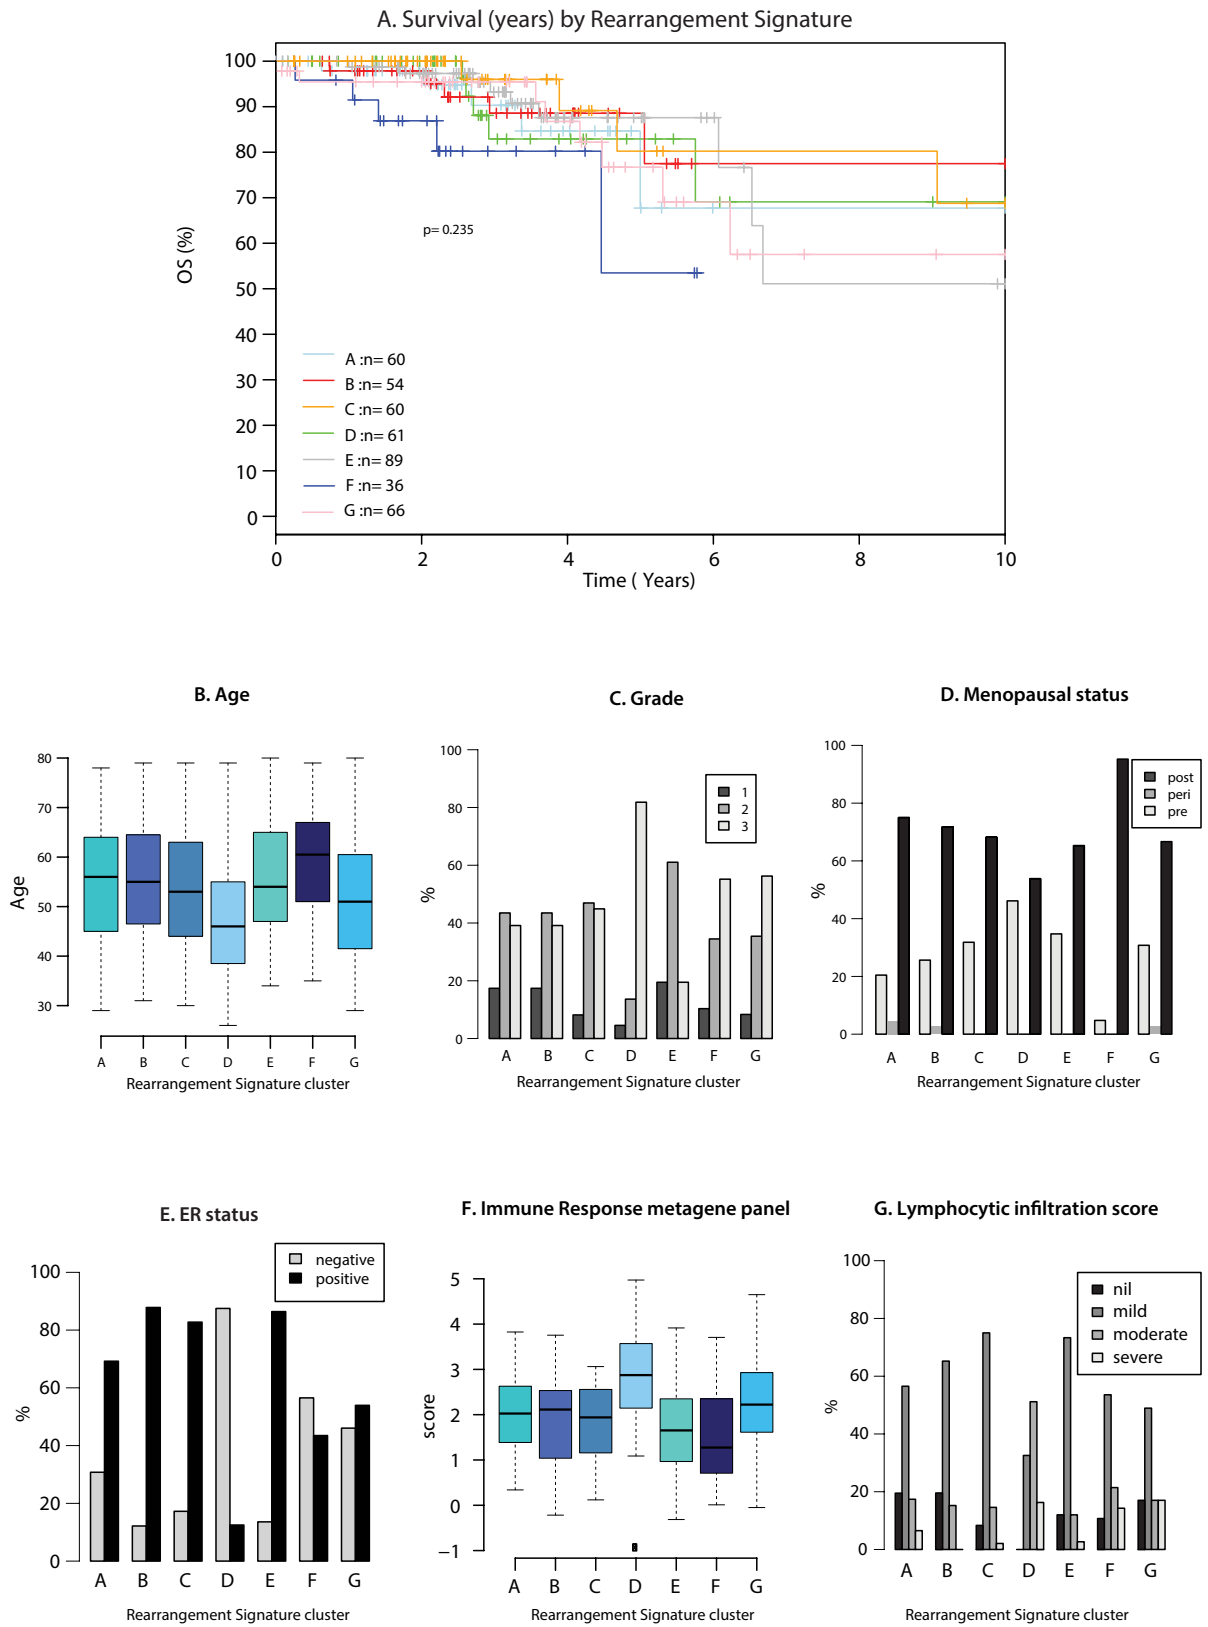 A. Survival (years) by Rearrangement Signature
100
90
80
70
60
50
40
30
20
10
0
OS (%)
p= 0.235
A :n= 60
B :n= 54
C :n= 60
D :n= 61
E :n= 89
F :n= 36
G :n= 66
0 2 4 6 8 10
Time ( Years)
B. Age
80
70
60
50
40
30
Age
A B C D E F G
Rearrangement Signature cluster
C. Grade
100
80
60
40
20
0
%
1
2
3
A B C D E F G
Rearrangement Signature cluster
D. Menopausal status
100
80
60
40
20
0
%
post
peri
pre
A B C D E F G
Rearrangement Signature cluster
E. ER status
negative
positive
100
80
60
40
20
0
%
A B C D E F G
Rearrangement Signature cluster
F. Immune Response metagene panel
5
4
3
2
1
0
−1
score
A B C D E F G
Rearrangement Signature cluster
G. Lymphocytic infiltration score
100
80
60
40
20
0
%
nil
mild
moderate
severe
A B C D E F G
Rearrangement Signature cluster